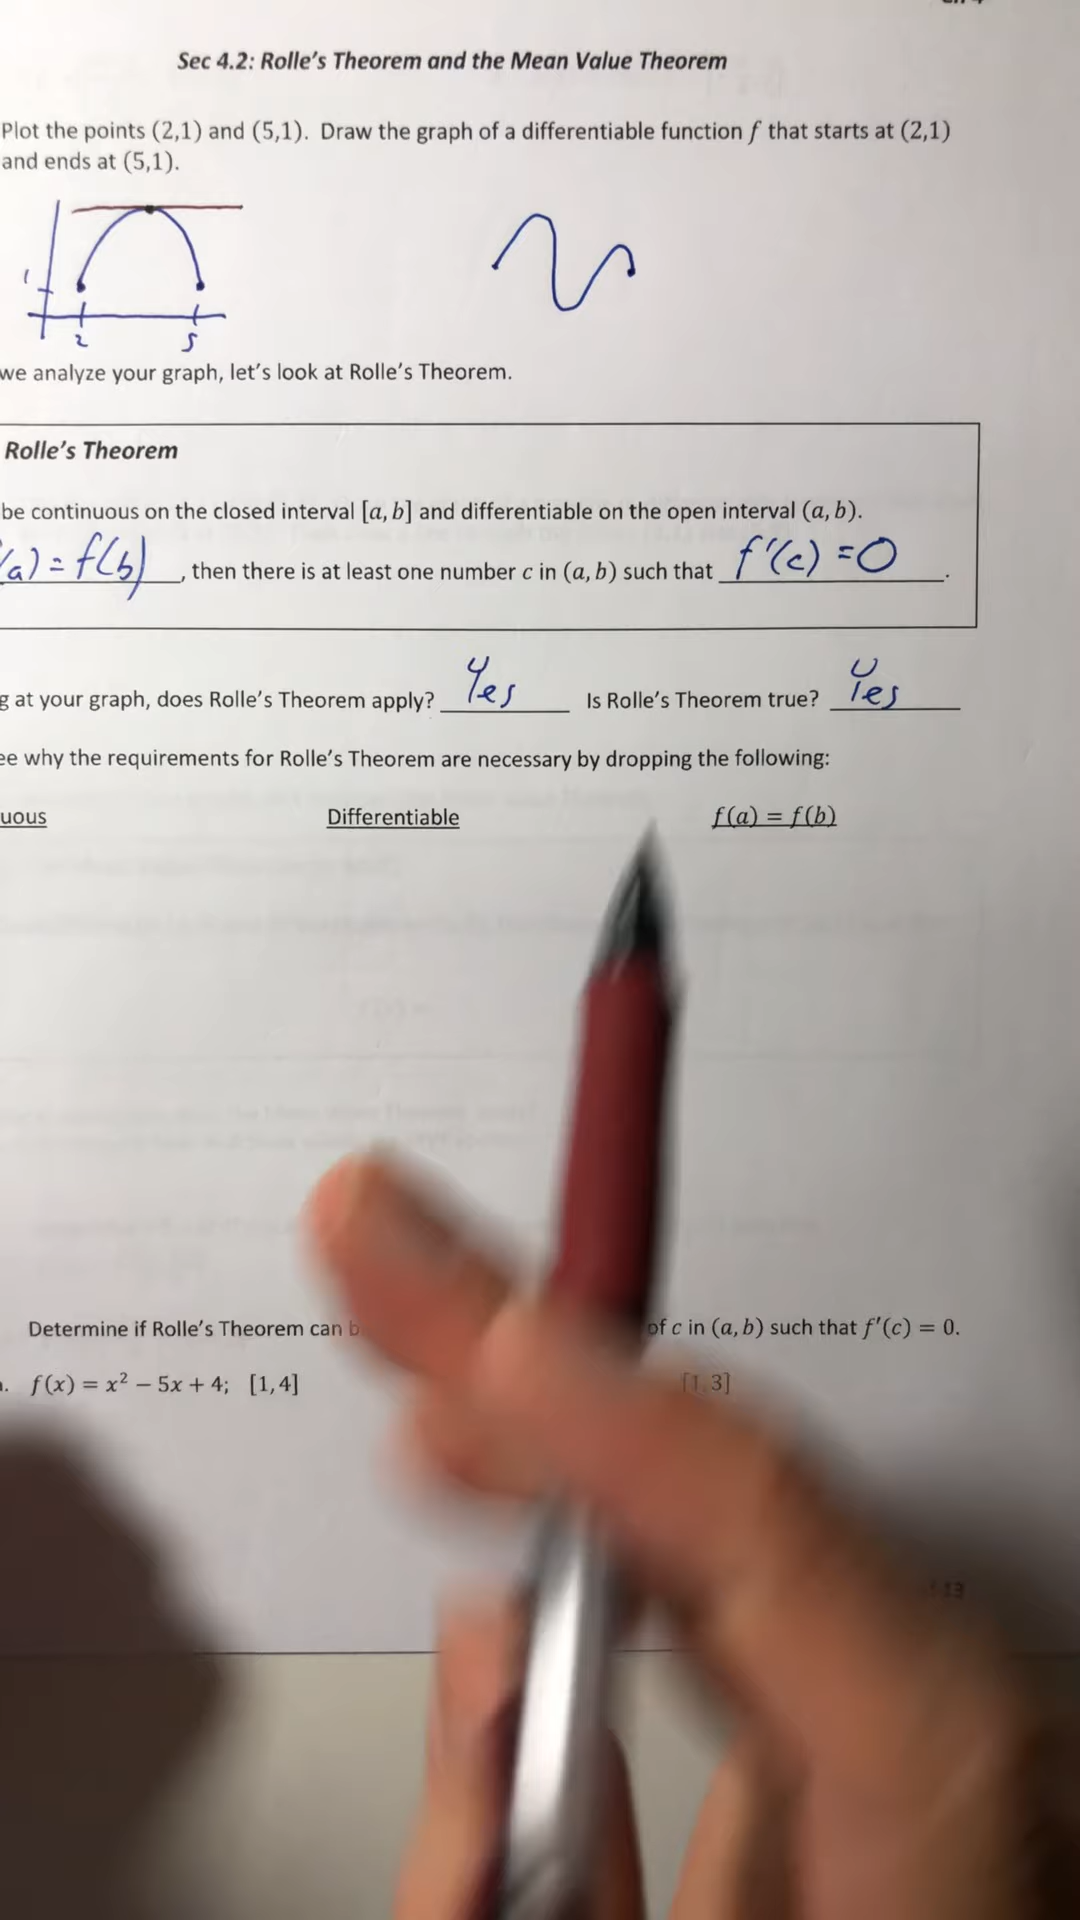 Sec 4.2: Rolle's Theorem and the Mean Value Theorem
Plot the points (2,1) and (5,1). Draw the graph of a differentiable function f that starts at (2,1)
and ends at (5,1).
1
2 5
we analyze your graph, let's look at Rolle's Theorem.
Rolle's Theorem
be continuous on the closed interval [a, b] and differentiable on the open interval (a, b).
(a) = f(b), then there is at least one number c in (a, b) such that f'(c) = 0.
g at your graph, does Rolle's Theorem apply? Yes Is Rolle's Theorem true? Yes
ee why the requirements for Rolle's Theorem are necessary by dropping the following:
uous Differentiable f(a) = f(b)
Determine if Rolle's Theorem can b of c in (a, b) such that f'(c) = 0.
. f(x) = x² − 5x + 4; [1,4] [1,3]
13